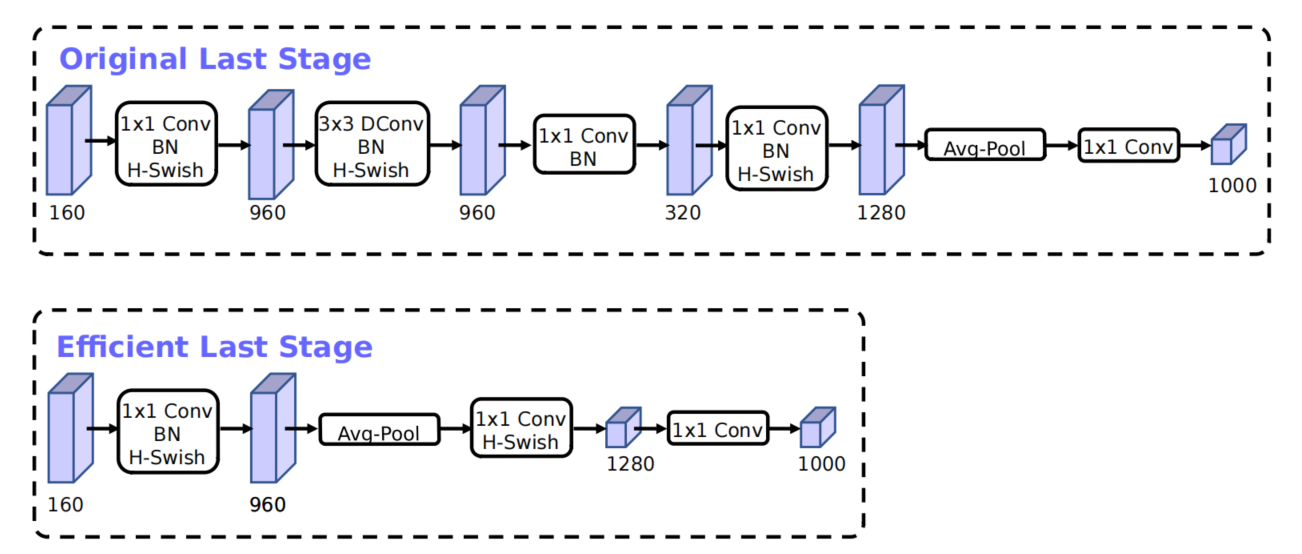 Original Last Stage
1x1 Conv
BN
H-Swish
3x3 DConv
BN
H-Swish
1x1 Conv
BN
1x1 Conv
BN
H-Swish
Avg-Pool
1x1 Conv
160
960
960
320
1280
1000
Efficient Last Stage
1x1 Conv
BN
H-Swish
Avg-Pool
1x1 Conv
H-Swish
1x1 Conv
160
960
1280
1000